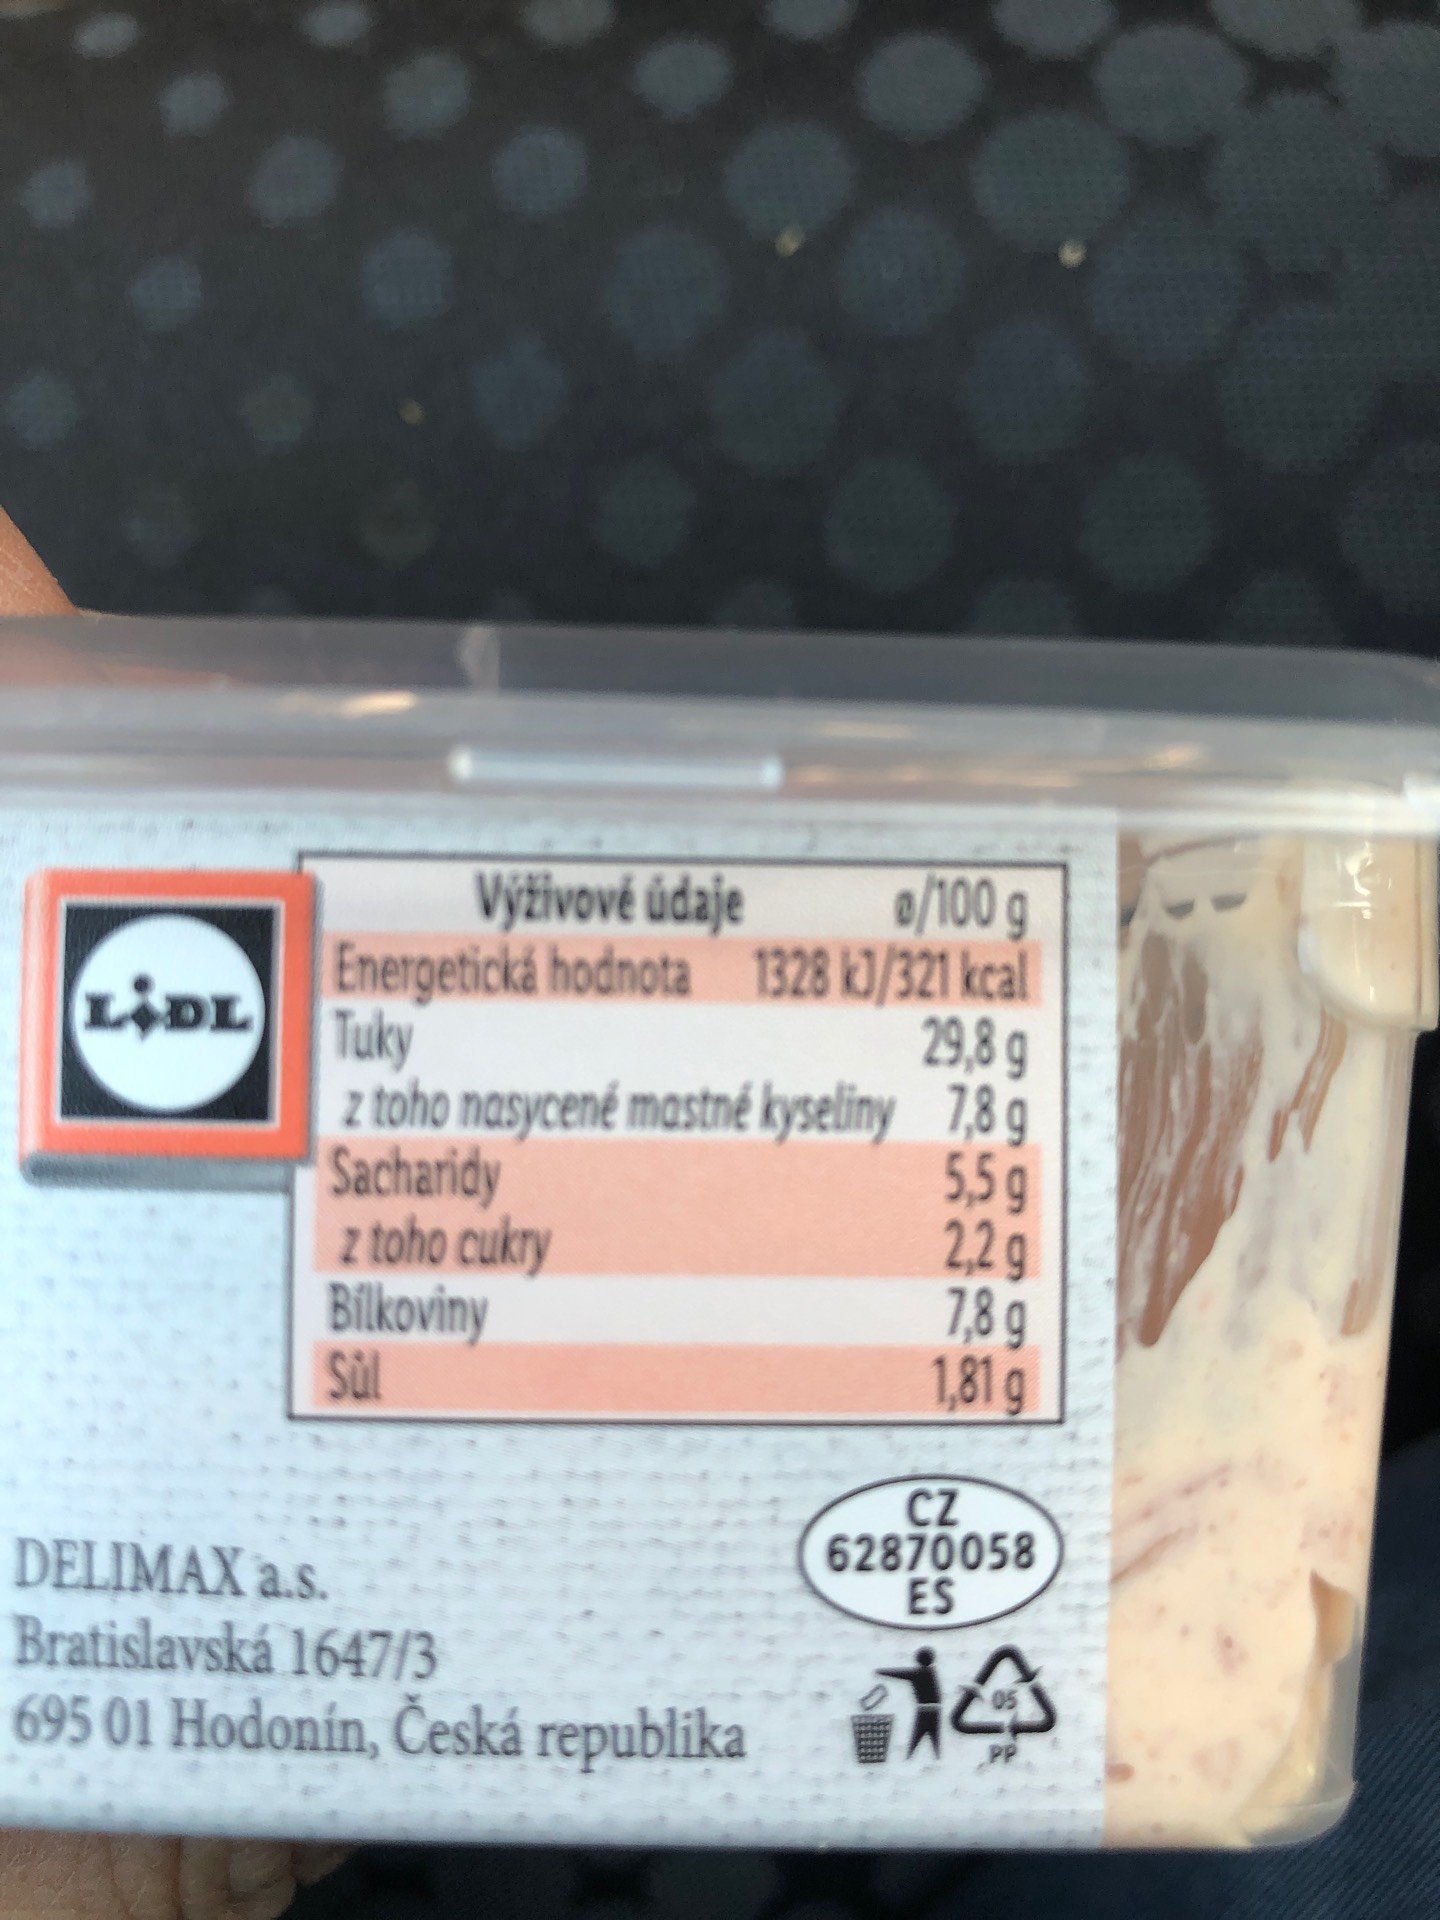 LIDL
Výživové údaje ø/100 g
Energetická hodnota 1328 kJ/321 kcal
Tuky 29,8 g
z toho nasycené mastné kyseliny 7,8 g
Sacharidy 5,5 g
z toho cukry 2,2 g
Bílkoviny 7,8 g
Sůl 1,81 g
DELIMAX a.s.
Bratislavská 1647/3
695 01 Hodonín, Česká republika
CZ
62870058
ES
05
PP